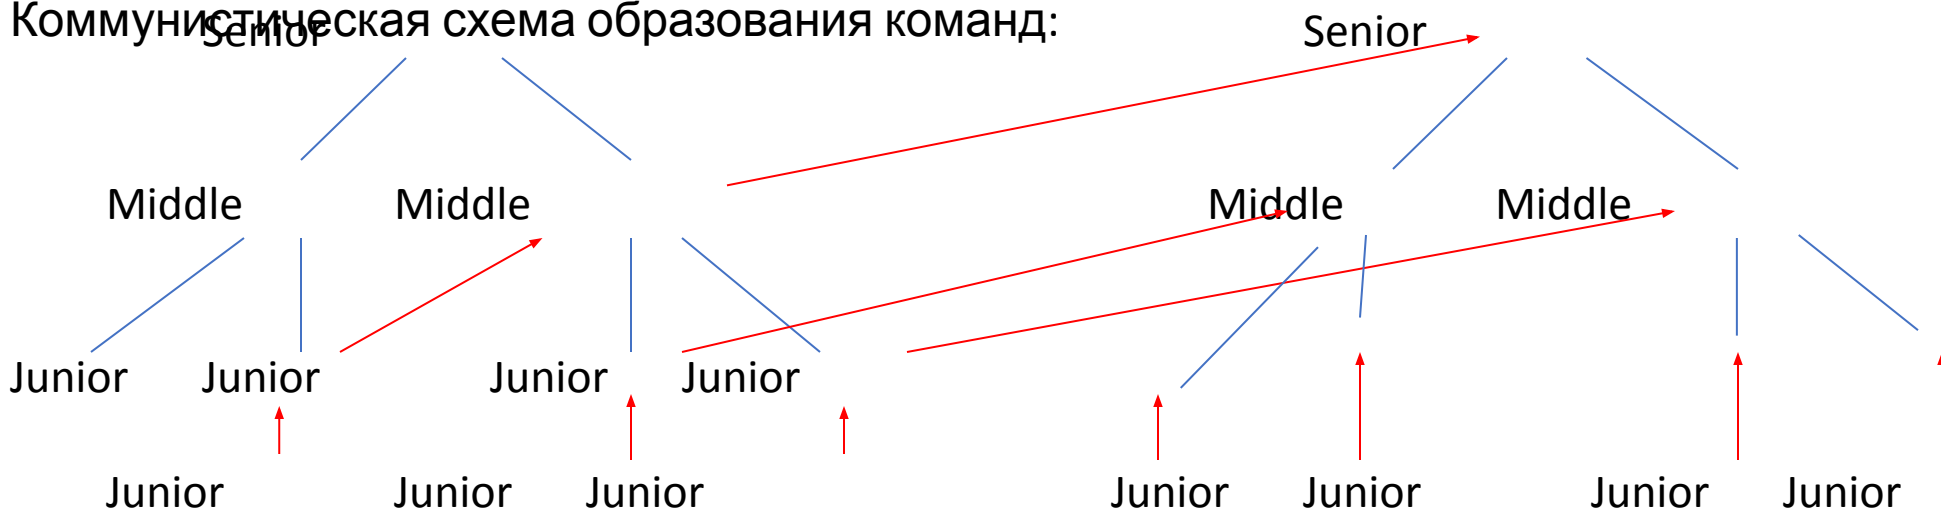 Коммунистическая схема образования команд:
Senior Senior
Middle Middle Middle Middle
Junior Junior Junior Junior
Junior Junior Junior Junior Junior Junior Junior